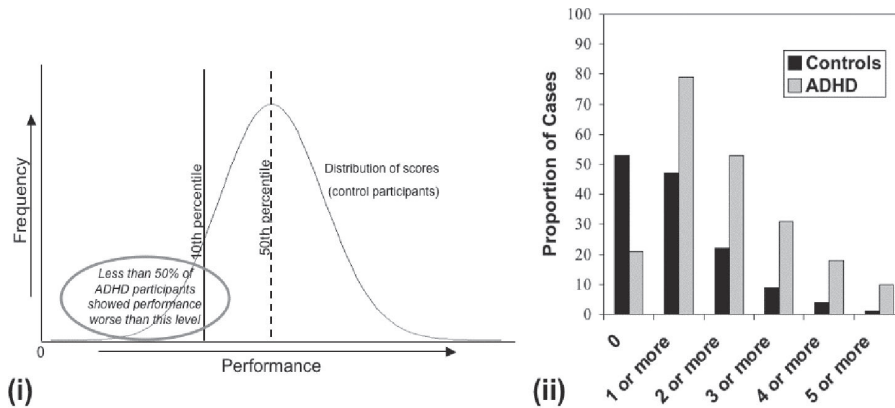 Frequency
40th percentile
50th percentile
Distribution of scores
(control participants)
Less than 50% of
ADHD participants
showed performance
worse than this level
0
Performance
(i)
Proportion of Cases
100
90
80
70
60
50
40
30
20
10
0
Controls
ADHD
0
1 or more
2 or more
3 or more
4 or more
5 or more
(ii)